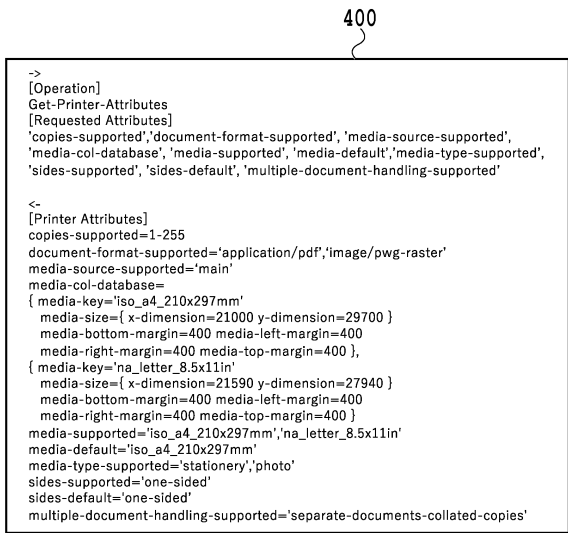 400
->
[Operation]
Get-Printer-Attributes
[Requested Attributes]
'copies-supported','document-format-supported', 'media-source-supported',
'media-col-database', 'media-supported', 'media-default','media-type-supported',
'sides-supported', 'sides-default', 'multiple-document-handling-supported'
<-
[Printer Attributes]
copies-supported=1-255
document-format-supported='application/pdf','image/pwg-raster'
media-source-supported='main'
media-col-database=
{ media-key='iso_a4_210x297mm'
media-size={ x-dimension=21000 y-dimension=29700 }
media-bottom-margin=400 media-left-margin=400
media-right-margin=400 media-top-margin=400 },
{ media-key='na_letter_8.5x11in'
media-size={ x-dimension=21590 y-dimension=27940 }
media-bottom-margin=400 media-left-margin=400
media-right-margin=400 media-top-margin=400 }
media-supported='iso_a4_210x297mm','na_letter_8.5x11in'
media-default='iso_a4_210x297mm'
media-type-supported='stationery','photo'
sides-supported='one-sided'
sides-default='one-sided'
multiple-document-handling-supported='separate-documents-collated-copies'